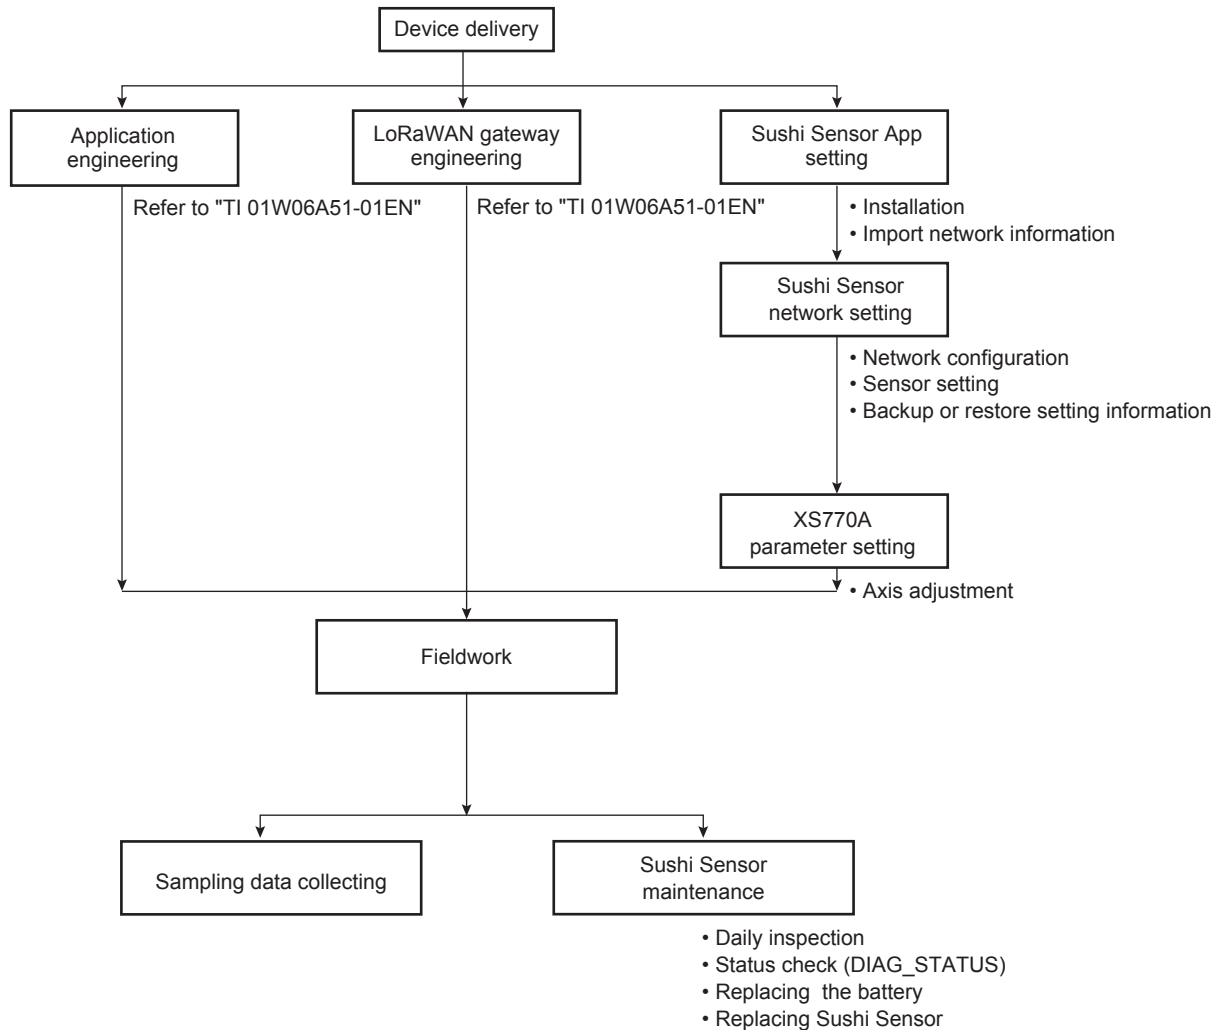 Device delivery
Application
engineering
LoRaWAN gateway
engineering
Sushi Sensor App
setting
Refer to "TI 01W06A51-01EN"
Refer to "TI 01W06A51-01EN"
• Installation
• Import network information
Sushi Sensor
network setting
• Network configuration
• Sensor setting
• Backup or restore setting information
XS770A
parameter setting
• Axis adjustment
Fieldwork
Sampling data collecting
Sushi Sensor
maintenance
• Daily inspection
• Status check (DIAG_STATUS)
• Replacing  the battery
• Replacing Sushi Sensor